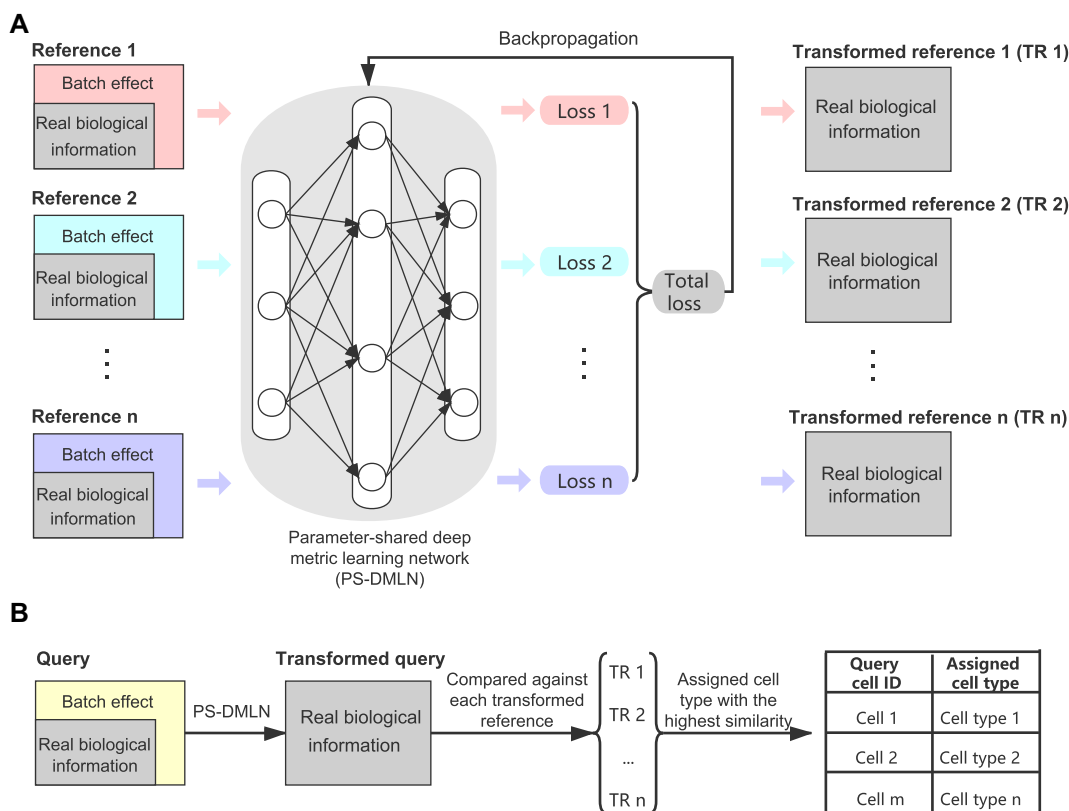 A
Backpropagation
Reference 1
Batch effect
Real biological
information
Loss 1
Transformed reference 1 (TR 1)
Real biological
information
Reference 2
Batch effect
Real biological
information
Loss 2
Total
loss
Transformed reference 2 (TR 2)
Real biological
information
Reference n
Batch effect
Real biological
information
Loss n
Transformed reference n (TR n)
Real biological
information
Parameter-shared deep
metric learning network
(PS-DMLN)
B
Query
Batch effect
Real biological
information
PS-DMLN
Transformed query
Real biological
information
Compared against
each transformed
reference
TR 1
TR 2
...
TR n
Assigned cell
type with the
highest similarity
Query
cell ID
Assigned
cell type
Cell 1
Cell type 1
Cell 2
Cell type 2
Cell m
Cell type n